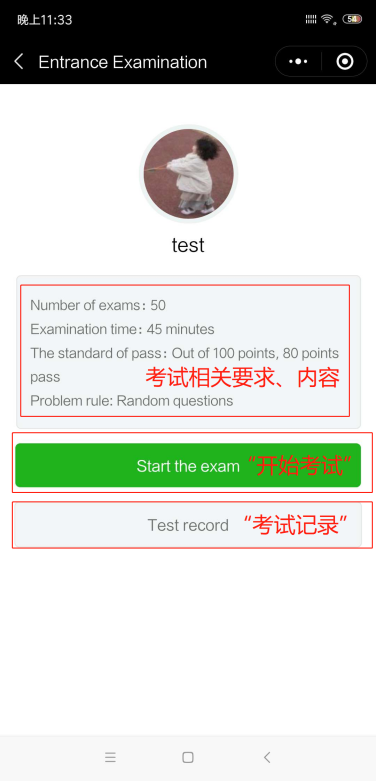 晚上11:33
54
Entrance Examination
test
Number of exams: 50
Examination time: 45 minutes
The standard of pass: Out of 100 points, 80 points
pass
考试相关要求、内容
Problem rule: Random questions
Start the exam “开始考试”
Test record “考试记录”